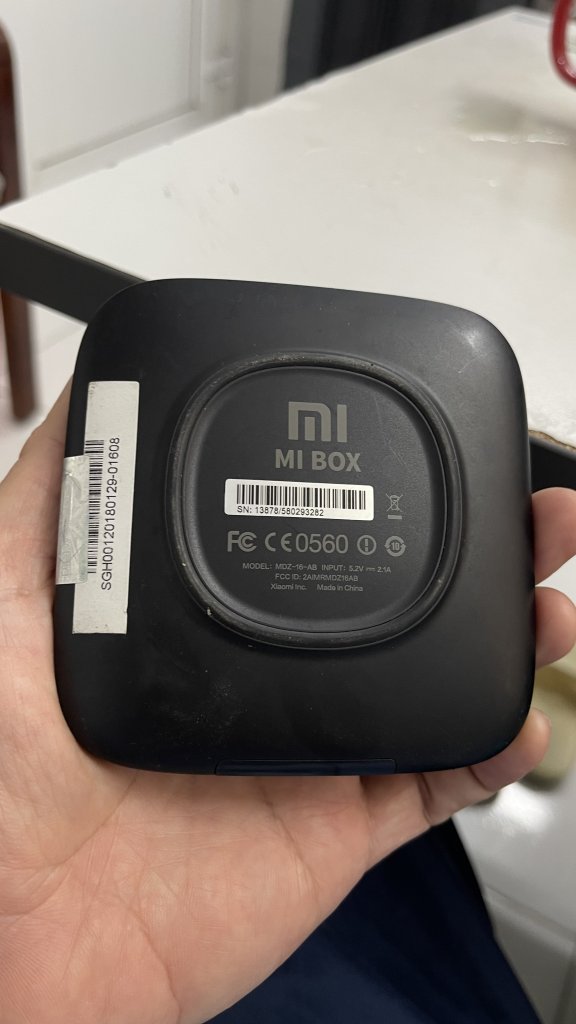 MI
MI BOX
SN: 13878/580293282
FC CE0560
10
MODEL: MDZ-16-AB INPUT: 5.2V ⎓ 2.1A
FCC ID: 2AIMRMDZ16AB
Xiaomi Inc. Made in China
SGH00120180129-01608